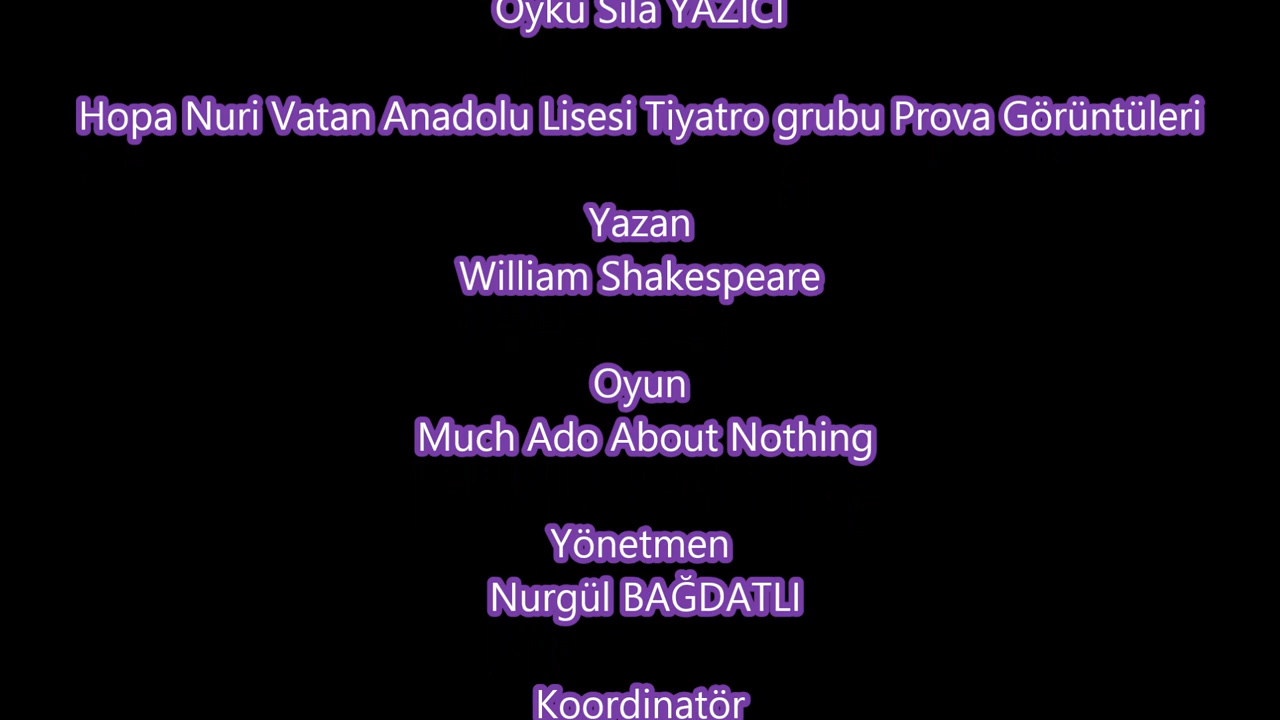 Öykü Sıla YAZICI
Hopa Nuri Vatan Anadolu Lisesi Tiyatro grubu Prova Görüntüleri
Yazan
William Shakespeare
Oyun
Much Ado About Nothing
Yönetmen
Nurgül BAĞDATLI
Koordinatör